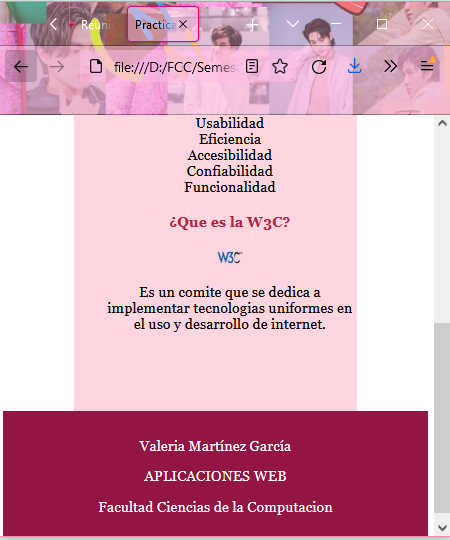 Reuni
Practica
file:///D:/FCC/Semes
Usabilidad
Eficiencia
Accesibilidad
Confiabilidad
Funcionalidad
¿Que es la W3C?
W3C
Es un comite que se dedica a
implementar tecnologias uniformes en
el uso y desarrollo de internet.
Valeria Martínez García
APLICACIONES WEB
Facultad Ciencias de la Computacion